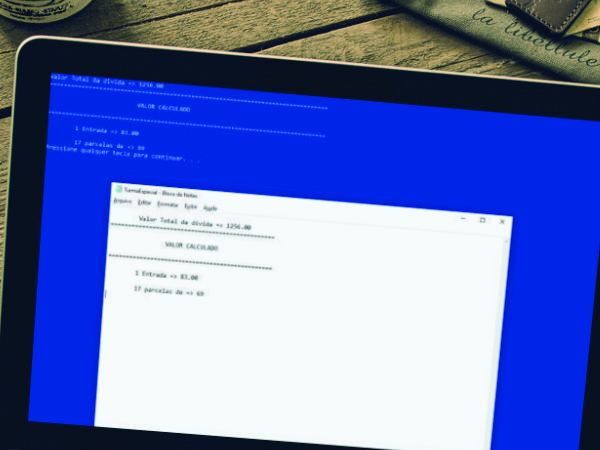 la libellule
Valor Total da divida => 1256.00
VALOR CALCULADO
1 Entrada => 83.00
17 parcelas de => 69
Pressione qualquer tecla para continuar. . .
TurmaEspecial - Bloco de Notas
Arquivo Editar Formatar Exibir Ajuda
Valor Total da divida => 1256.00
VALOR CALCULADO
1 Entrada => 83.00
17 parcelas de => 69